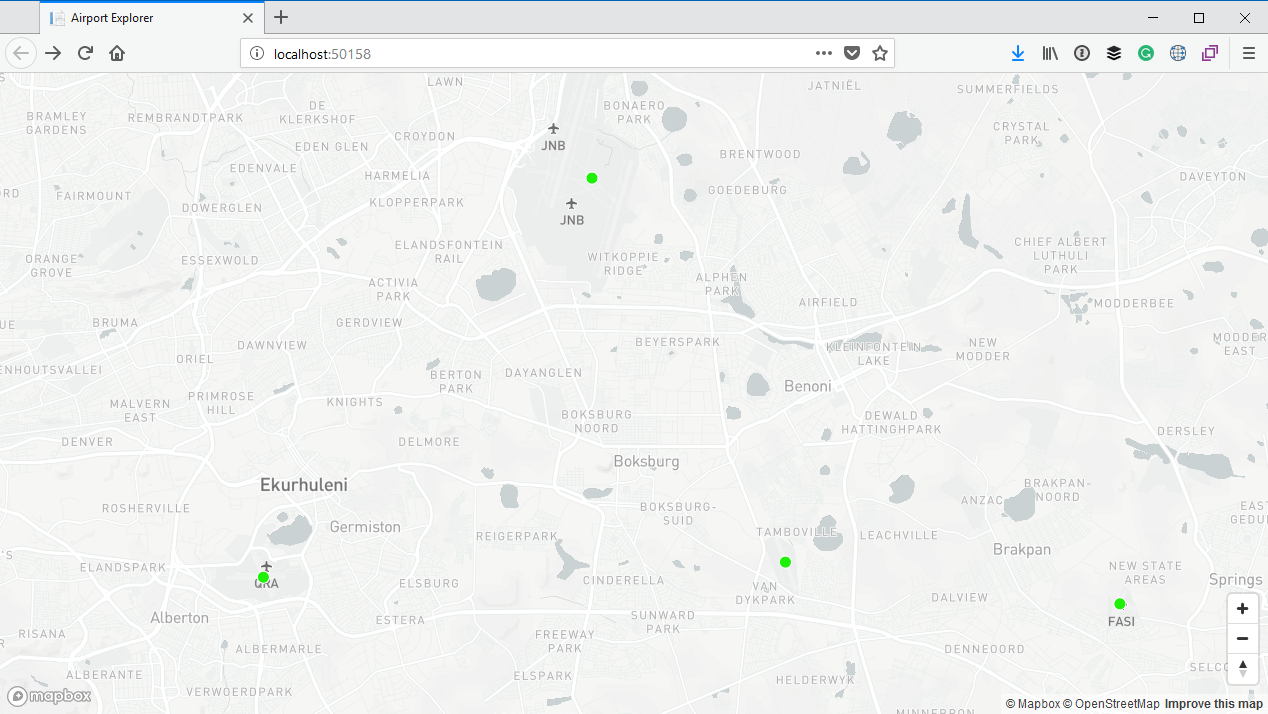 Airport Explorer
localhost:50158
LAWN
JATNIËL
SUMMERFIELDS
BRAMLEY
GARDENS
REMBRANDTPARK
DE
KLERKSHOF
BONAERO
PARK
CRYSTAL
PARK
CROYDON
EDEN GLEN
JNB
BRENTWOOD
EDENVALE
HARMELIA
DAVEYTON
FAIRMOUNT
GOEDEBURG
DOWERGLEN
KLOPPERPARK
JNB
ELANDSFONTEIN
RAIL
CHIEF ALBERT
LUTHULI
PARK
ORANGE
GROVE
ESSEXWOLD
WITKOPPIE
RIDGE
ALPHEN
PARK
ACTIVIA
PARK
AIRFIELD
MODDERBEE
BRUMA
GERDVIEW
DAWNVIEW
BEYERSPARK
KLEINFONTEIN
LAKE
NEW
MODDER
MODDER
EAST
ORIEL
ENHOUTSVALLEI
BERTON
PARK
DAYANGLEN
Benoni
MALVERN
EAST
PRIMROSE
HILL
KNIGHTS
BOKSBURG
NOORD
DEWALD
HATTINGHPARK
DENVER
DELMORE
DERSLEY
Boksburg
Ekurhuleni
BRAKPAN-
NOORD
ANZAC
ROSHERVILLE
Germiston
BOKSBURG-
SUID
EAST
GEDU
REIGERPARK
TAMBOVILLE
LEACHVILLE
Brakpan
ELANDSPARK
QRA
ELSBURG
CINDERELLA
VAN
DYKPARK
NEW STATE
AREAS
Springs
DALVIEW
Alberton
ESTERA
SUNWARD
PARK
FASI
RISANA
FREEWAY
PARK
ALBERMARLE
DENNEOORD
ALBERANTE
ELSPARK
HELDERWYK
SELCO
VERWOERDPARK
mapbox
MINNEBRON
© Mapbox © OpenStreetMap Improve this map